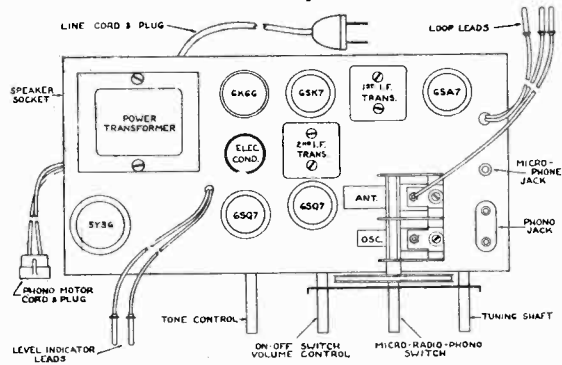 LINE CORD & PLUG
LOOP LEADS
SPEAKER
SOCKET
POWER
TRANSFORMER
6K6G
6SK7
1ST I.F.
TRANS.
6SA7
ELEC
COND.
2ND I.F.
TRANS.
MICRO-
PHONE
JACK
ANT.
5Y3G
6SQ7
6SQ7
OSC.
PHONO
JACK
PHONO MOTOR
CORD & PLUG
TONE CONTROL
ON-OFF SWITCH
VOLUME CONTROL
MICRO-RADIO-PHONO
SWITCH
TUNING SHAFT
LEVEL INDICATOR
LEADS